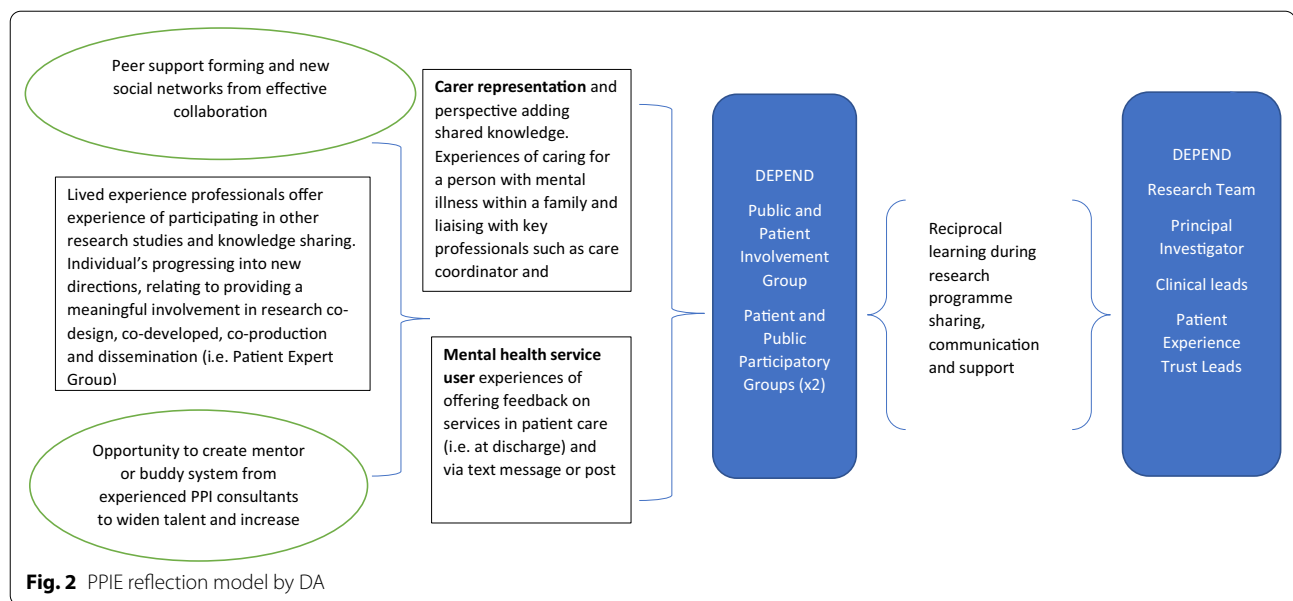 Peer support forming and new
social networks from effective
collaboration
Lived experience professionals offer
experience of participating in other
research studies and knowledge sharing.
Individual's progressing into new
directions, relating to providing a
meaningful involvement in research co-
design, co-developed, co-production
and dissemination (i.e. Patient Expert
Group)
Opportunity to create mentor
or buddy system from
experienced PPI consultants
to widen talent and increase
Carer representation and
perspective adding
shared knowledge.
Experiences of caring for
a person with mental
illness within a family and
liaising with key
professionals such as care
coordinator and
Mental health service
user experiences of
offering feedback on
services in patient care
(i.e. at discharge) and
via text message or post
DEPEND
Public and
Patient
Involvement
Group
Patient and
Public
Participatory
Groups (x2)
Reciprocal
learning during
research
programme
sharing,
communication
and support
DEPEND
Research Team
Principal
Investigator
Clinical leads
Patient
Experience
Trust Leads
Fig. 2 PPIE reflection model by DA